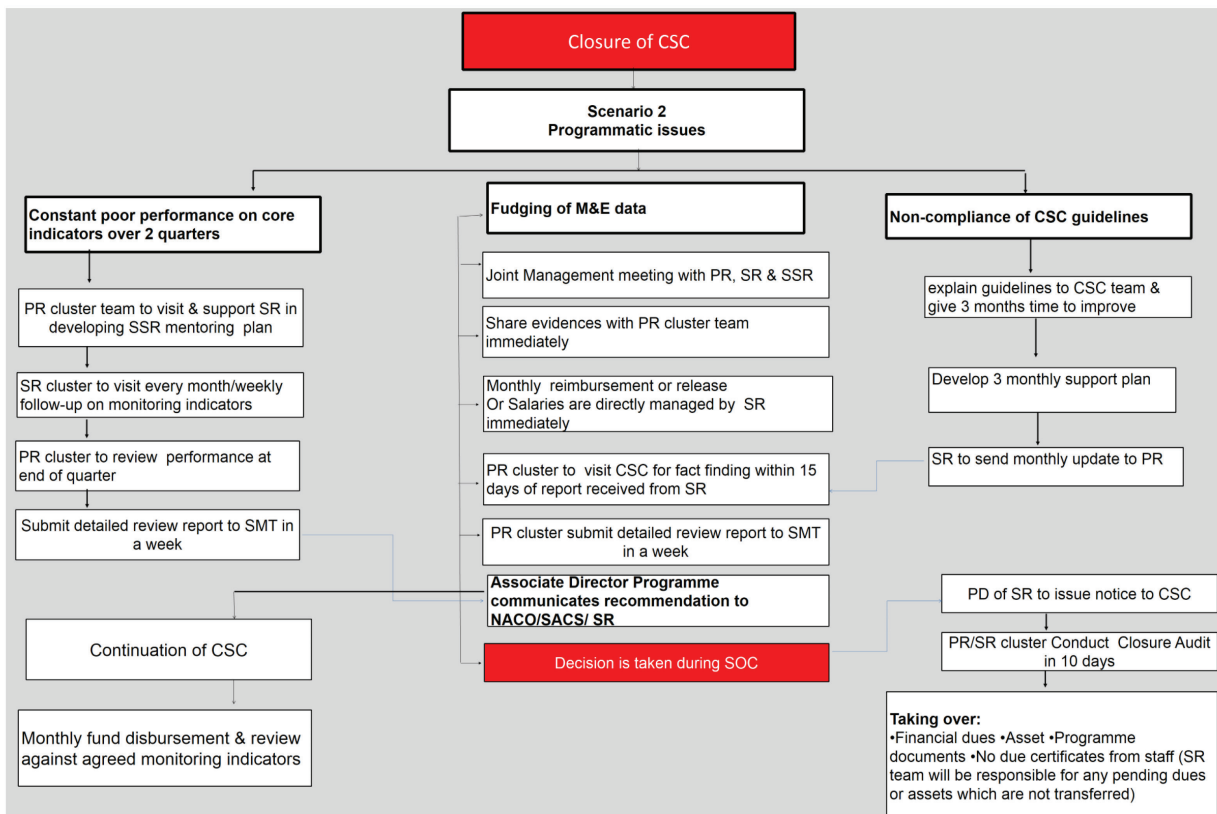 Closure of CSC
Scenario 2
Programmatic issues
Constant poor performance on core
indicators over 2 quarters
PR cluster team to visit & support SR in
developing SSR mentoring plan
SR cluster to visit every month/weekly
follow-up on monitoring indicators
PR cluster to review performance at
end of quarter
Submit detailed review report to SMT in
a week
Continuation of CSC
Monthly fund disbursement & review
against agreed monitoring indicators
Fudging of M&E data
Joint Management meeting with PR, SR & SSR
Share evidences with PR cluster team
immediately
Monthly reimbursement or release
Or Salaries are directly managed by SR
immediately
PR cluster to visit CSC for fact finding within 15
days of report received from SR
PR cluster submit detailed review report to SMT
in a week
Associate Director Programme
communicates recommendation to
NACO/SACS/ SR
Decision is taken during SOC
Non-compliance of CSC guidelines
explain guidelines to CSC team &
give 3 months time to improve
Develop 3 monthly support plan
SR to send monthly update to PR
PD of SR to issue notice to CSC
PR/SR cluster Conduct Closure Audit
in 10 days
Taking over:
•Financial dues •Asset •Programme
documents •No due certificates from staff (SR
team will be responsible for any pending dues
or assets which are not transferred)